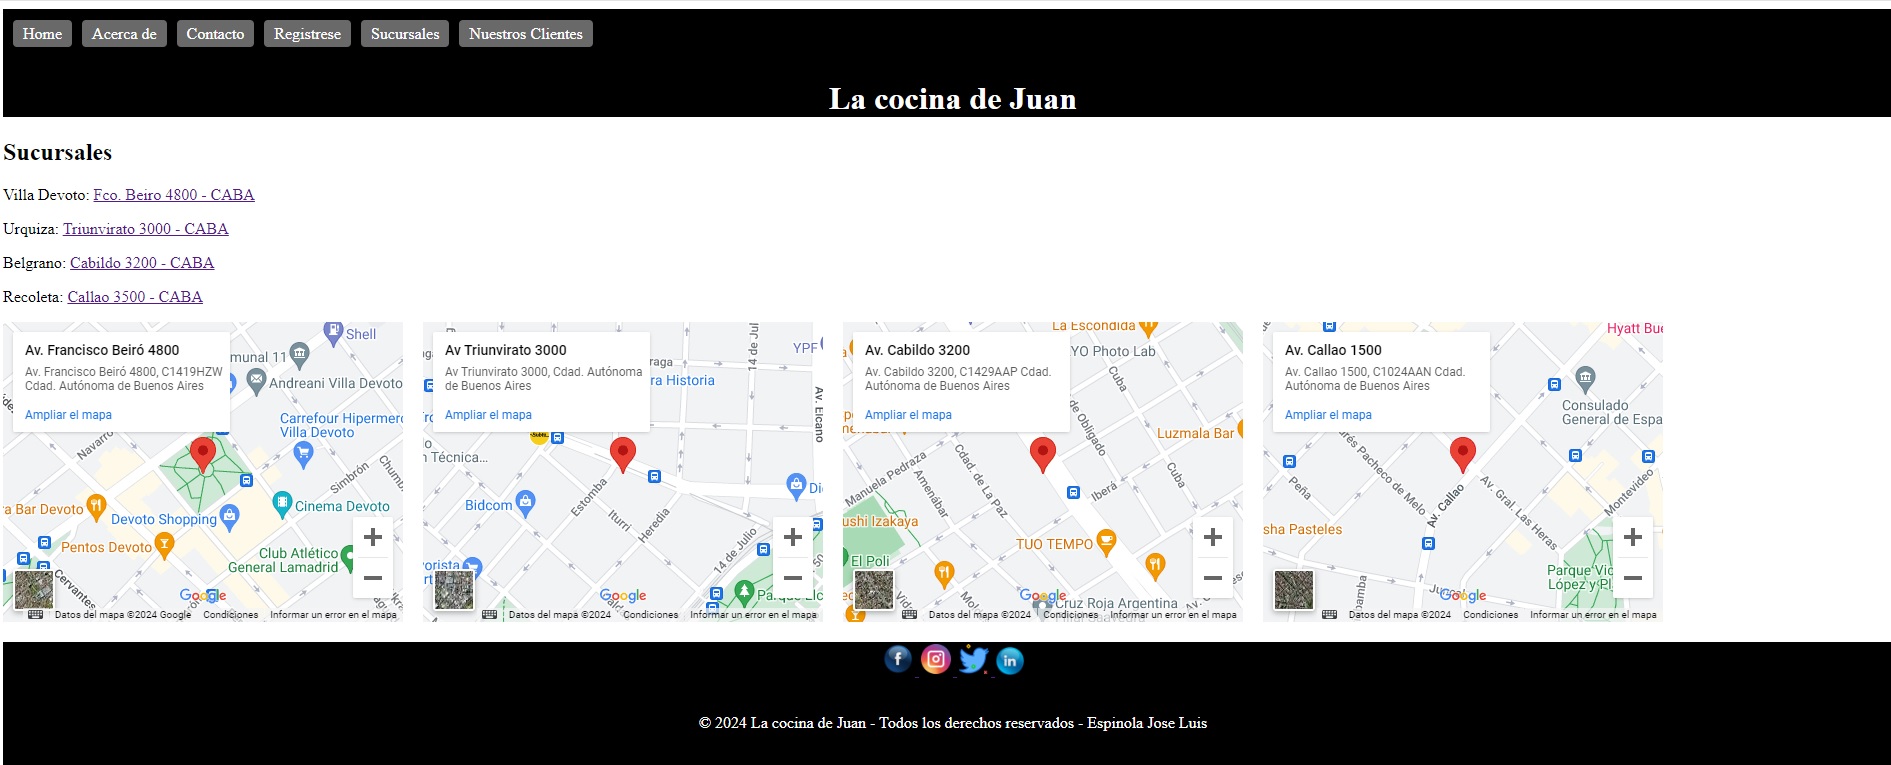 Home
Acerca de
Contacto
Registrese
Sucursales
Nuestros Clientes
La cocina de Juan
Sucursales
Villa Devoto: Fco. Beiro 4800 - CABA
Urquiza: Triunvirato 3000 - CABA
Belgrano: Cabildo 3200 - CABA
Recoleta: Callao 3500 - CABA
Av. Francisco Beiró 4800
Av. Francisco Beiró 4800, C1419HZW
Cdad. Autónoma de Buenos Aires
Ampliar el mapa
Shell
munal 11
Andreani Villa Devoto
Carrefour Hipermerc
Villa Devoto
Navarro
Simbrón
Chumb
Cinema Devoto
ra Bar Devoto
Devoto Shopping
Pentos Devoto
Club Atlético
General Lamadrid
Cervantes
Google
Datos del mapa ©2024 Google
Condiciones
Informar un error en el mapa
Av Triunvirato 3000
Av Triunvirato 3000, Cdad. Autónoma
de Buenos Aires
Ampliar el mapa
raga
14 de Jul
YPF
ra Historia
Av. Elcano
n Técnica...
Bidcom
Estomba
Iturri
Heredia
14 de Julio
Parque Elc
Google
Datos del mapa ©2024
Condiciones
Informar un error en el mapa
Av. Cabildo 3200
Av. Cabildo 3200, C1429AAP Cdad.
Autónoma de Buenos Aires
Ampliar el mapa
La Escondida
YO Photo Lab
Cuba
de Obligado
Luzmala Bar
Manuela Pedraza
Amenábar
Cdad. de La Paz
Iberá
Cuba
ushi Izakaya
TUO TEMPO
El Poli
Vid
Mol
Cruz Roja Argentina
Google
Datos del mapa ©2024
Condiciones
Informar un error en el mapa
Av. Callao 1500
Av. Callao 1500, C1024AAN Cdad.
Autónoma de Buenos Aires
Ampliar el mapa
Hyatt Bue
Consulado
General de Espa
rés Pacheco de Melo
Peña
Av. Callao
Av. Gral. Las Heras
Montevideo
sha Pasteles
Parque Vic
López y Pl
bamba
Google
Datos del mapa ©2024
Condiciones
Informar un error en el mapa
© 2024 La cocina de Juan - Todos los derechos reservados - Espinola Jose Luis